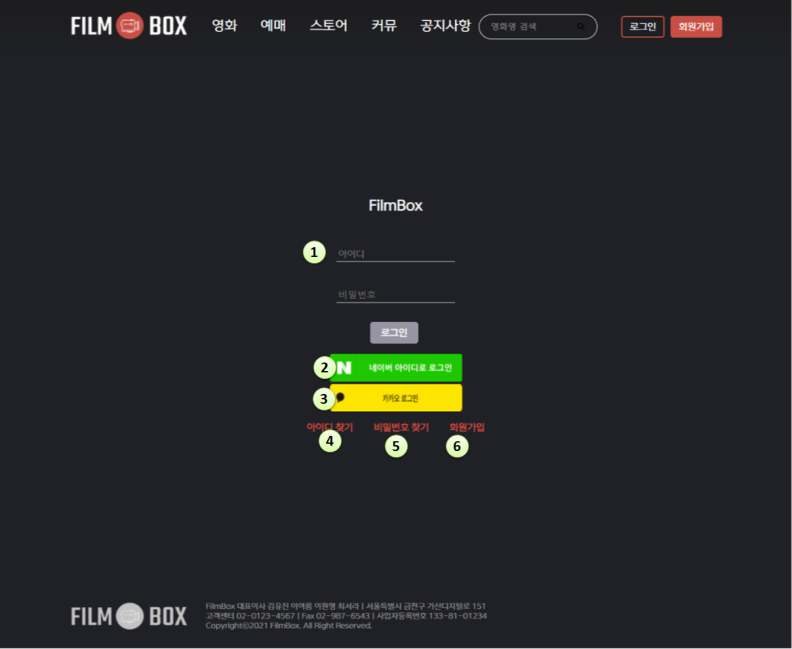 FILM BOX 영화 예매 스토어 커뮤 공지사항 영화명 검색 로그인 회원가입
FilmBox
1 아이디
비밀번호
로그인
2 N 네이버 아이디로 로그인
3 카카오 로그인
아이디 찾기 비밀번호 찾기 회원가입
4 5 6
FILM BOX
FilmBox 대표이사 김유진 이여름 이원형 최서라 | 서울특별시 금천구 가산디지털로 151
고객센터 02-0123-4567 | Fax 02-987-6543 | 사업자등록번호 133-81-01234
Copyright©2021 FilmBox. All Right Reserved.